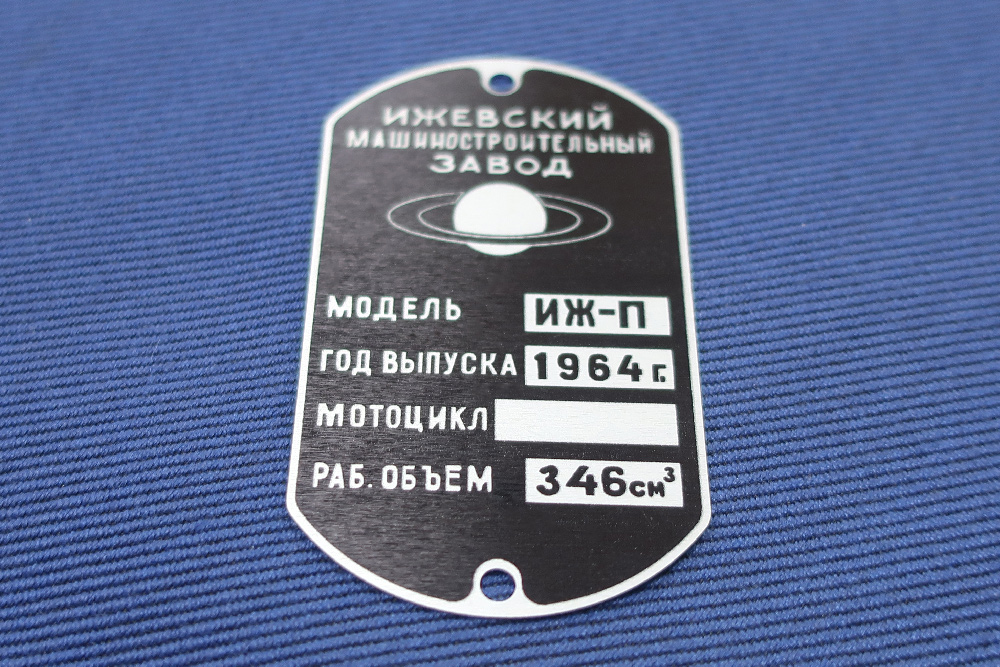 ИЖЕВСКИЙ
МАШИНОСТРОИТЕЛЬНЫЙ
ЗАВОД
МОДЕЛЬ ИЖ-П
ГОД ВЫПУСКА 1964 г.
МОТОЦИКЛ
РАБ. ОБЪЕМ 346 см³